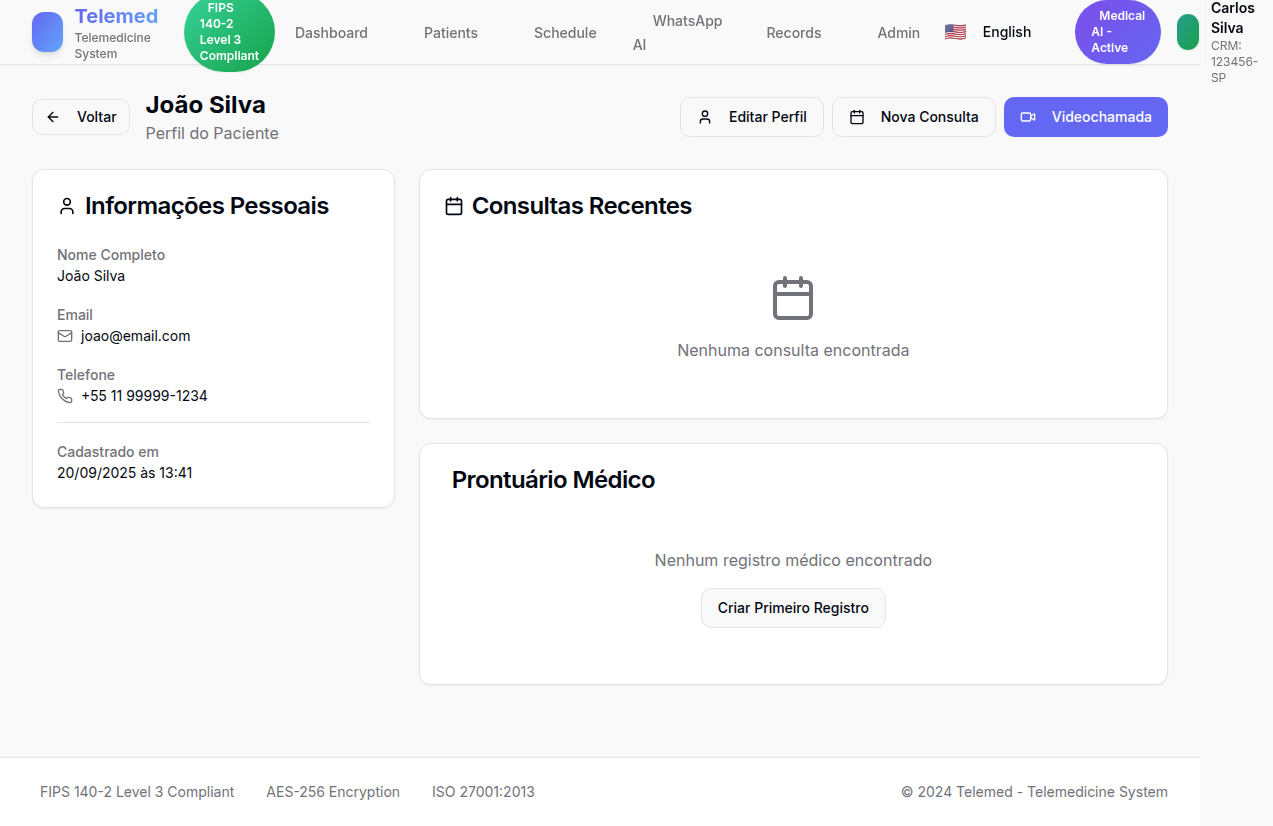 Telemed
Telemedicine
System
FIPS
140-2
Level 3
Compliant
Dashboard
Patients
Schedule
WhatsApp
AI
Records
Admin
English
Medical
AI -
Active
Carlos
Silva
CRM:
123456-
SP
Voltar
João Silva
Perfil do Paciente
Editar Perfil
Nova Consulta
Videochamada
Informações Pessoais
Nome Completo
João Silva
Email
joao@email.com
Telefone
+55 11 99999-1234
Cadastrado em
20/09/2025 às 13:41
Consultas Recentes
Nenhuma consulta encontrada
Prontuário Médico
Nenhum registro médico encontrado
Criar Primeiro Registro
FIPS 140-2 Level 3 Compliant
AES-256 Encryption
ISO 27001:2013
© 2024 Telemed - Telemedicine System